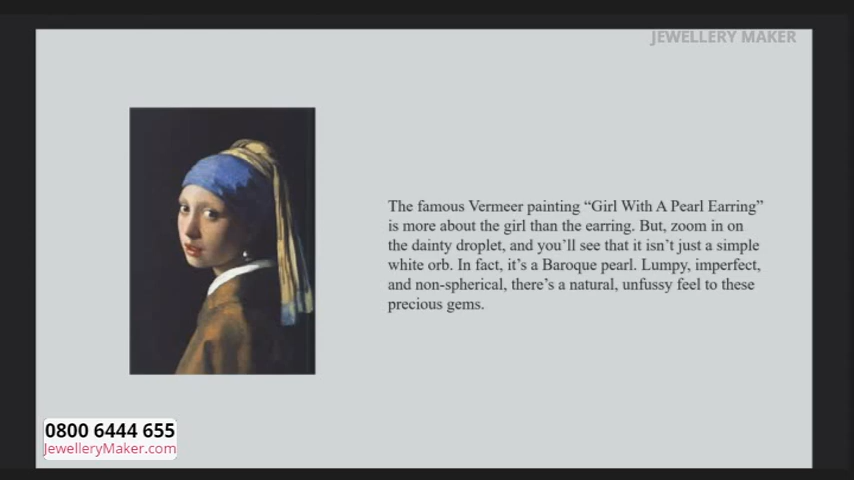 JEWELLERY MAKER
The famous Vermeer painting “Girl With A Pearl Earring”
is more about the girl than the earring. But, zoom in on
the dainty droplet, and you’ll see that it isn’t just a simple
white orb. In fact, it’s a Baroque pearl. Lumpy, imperfect,
and non-spherical, there’s a natural, unfussy feel to these
precious gems.
0800 6444 655
JewelleryMaker.com